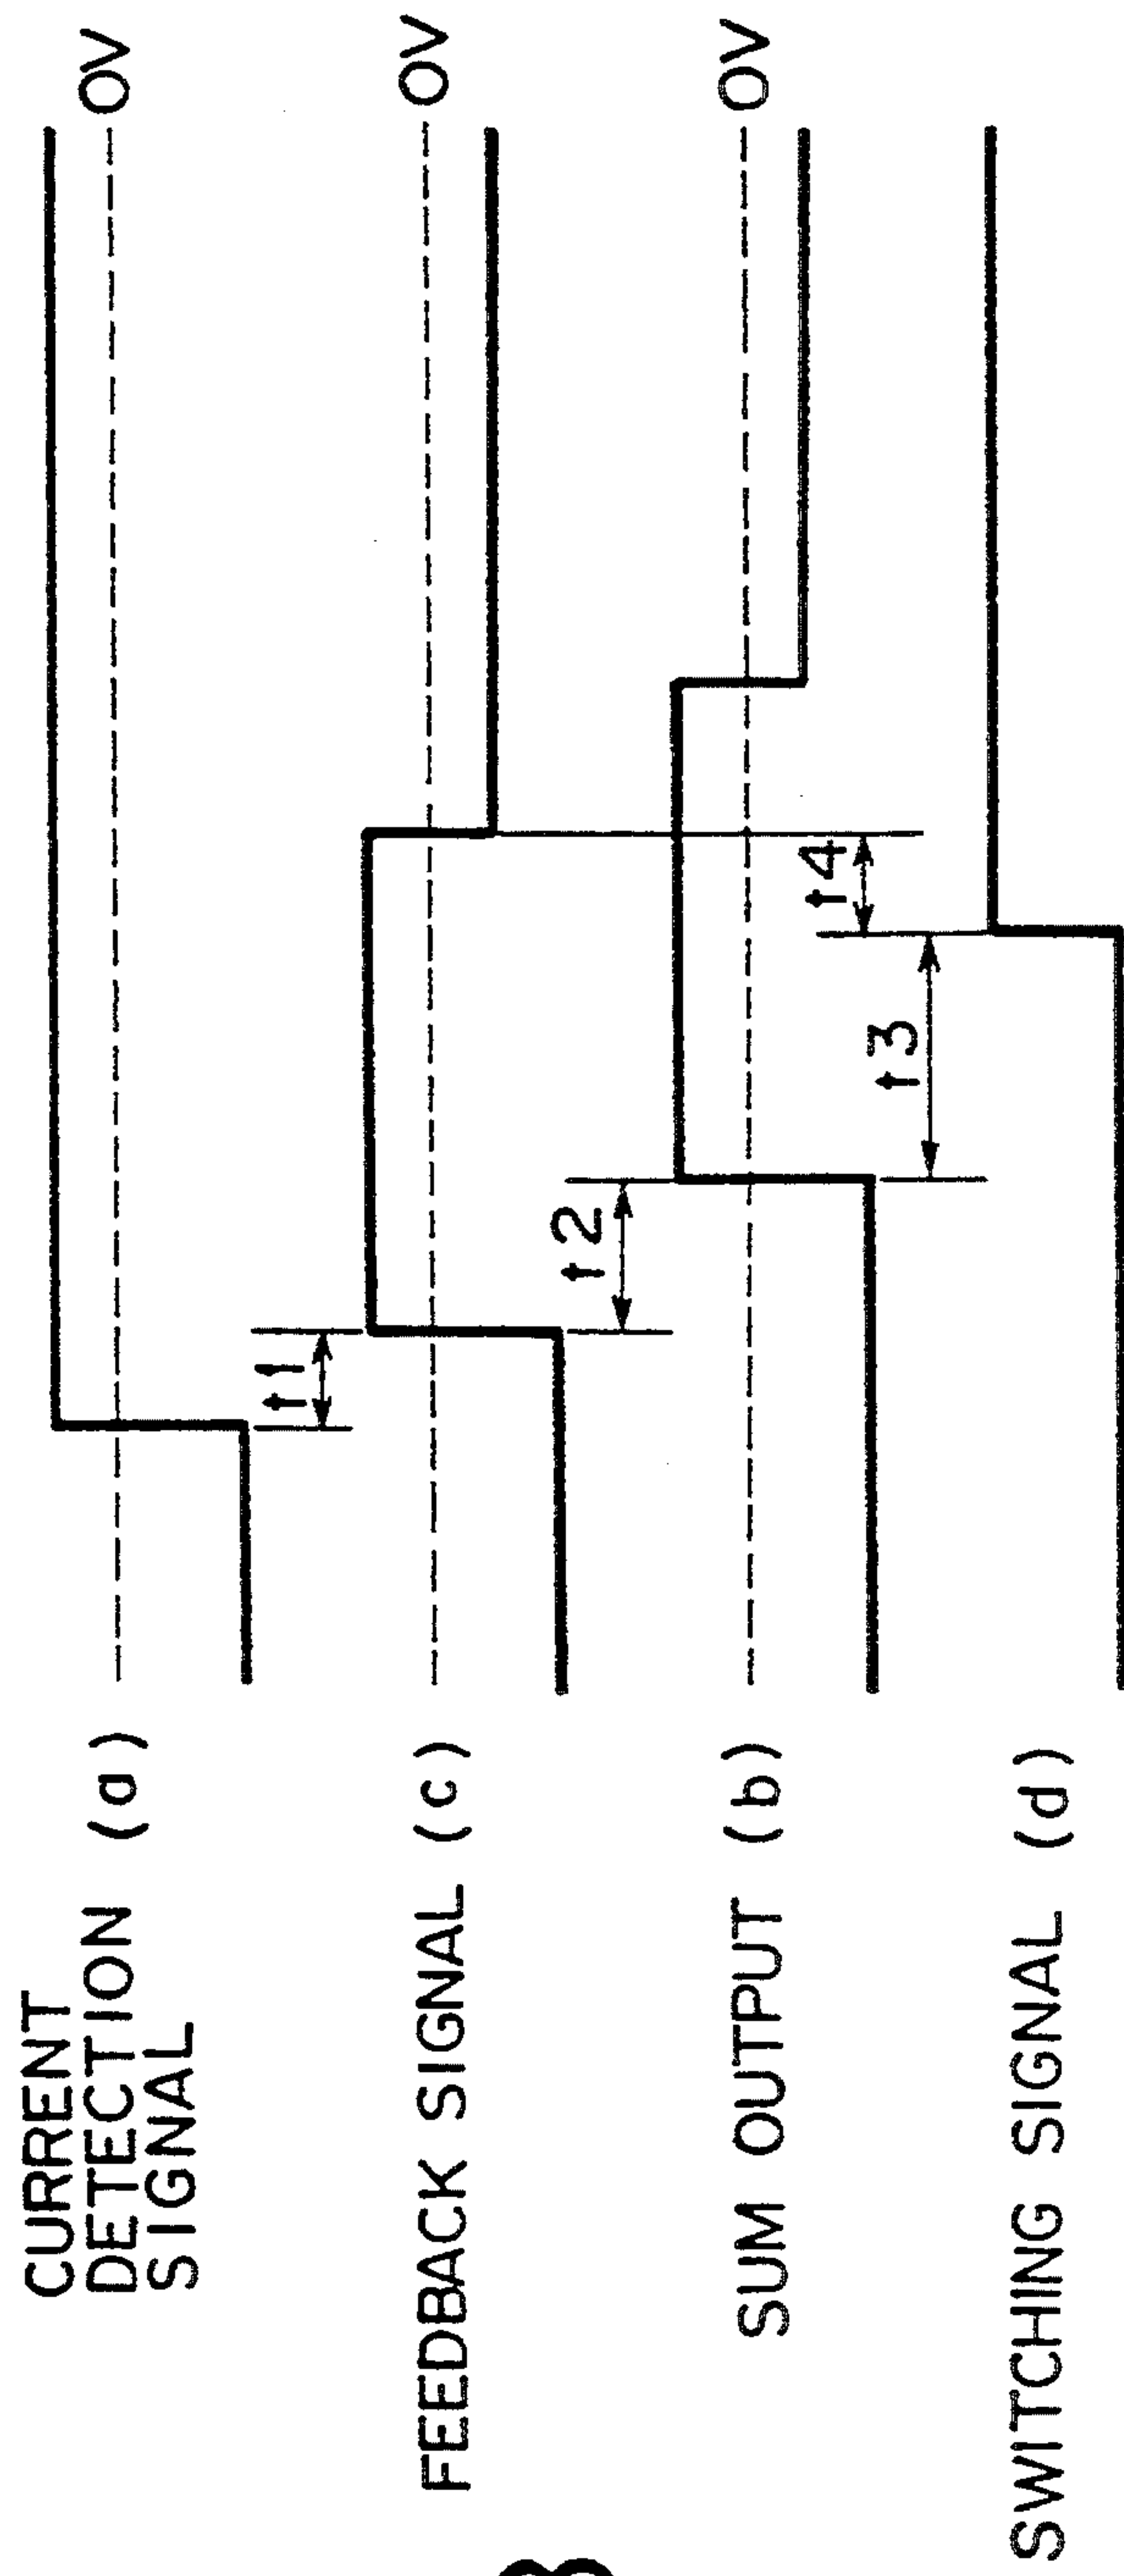 CURRENT
DETECTION (a)
SIGNAL
0V
t1
FEEDBACK SIGNAL (c)
0V
t2
SUM OUTPUT (b)
0V
t4
t3
SWITCHING SIGNAL (d)